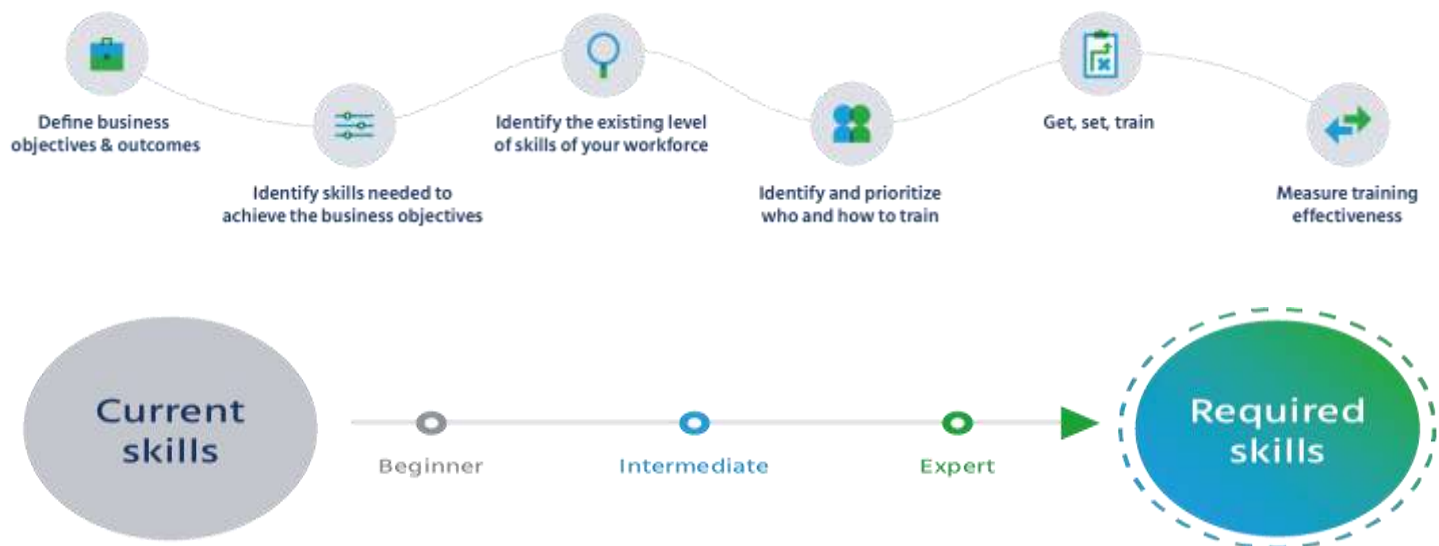 Define business
objectives & outcomes
Identify skills needed to
achieve the business objectives
Identify the existing level
of skills of your workforce
Identify and prioritize
who and how to train
Get, set, train
Measure training
effectiveness
Current
skills
Beginner
Intermediate
Expert
Required
skills